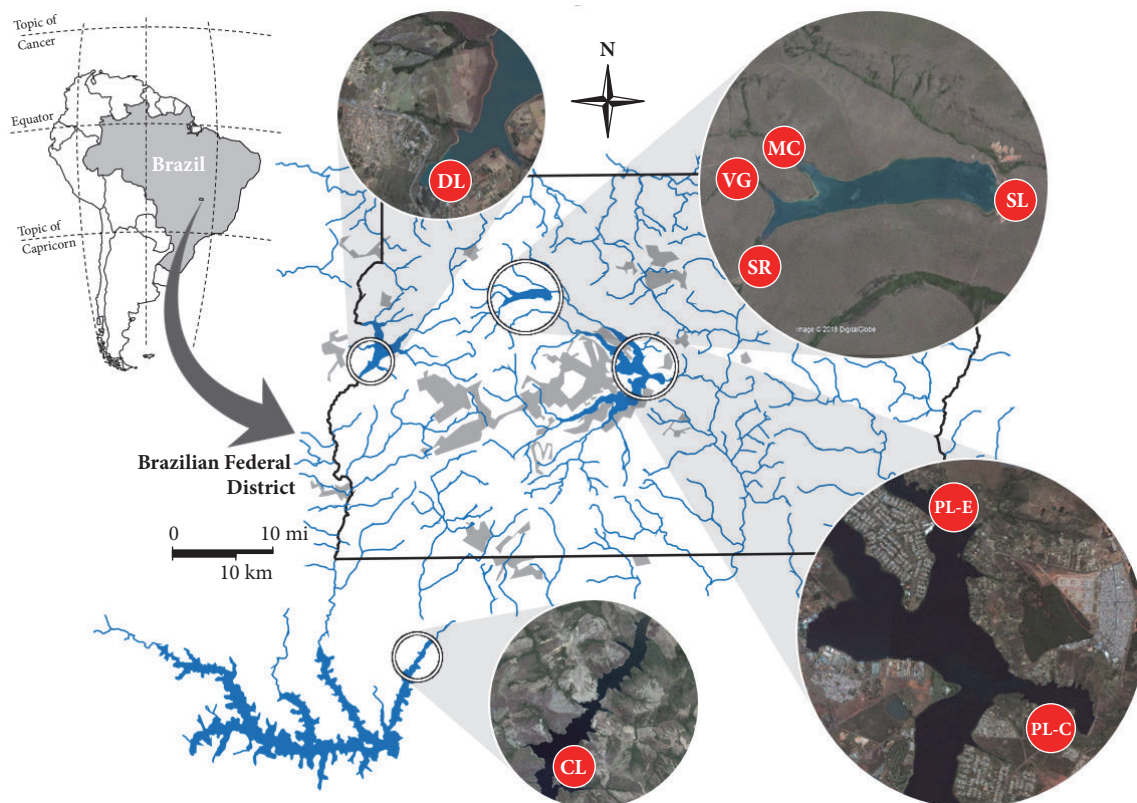 Topic of
Cancer
Equator
Brazil
Topic of
Capricorn
N
DL
MC
VG
SL
SR
image © 2018 DigitalGlobe
Brazilian Federal
District
0 10 mi
10 km
PL-E
PL-C
CL